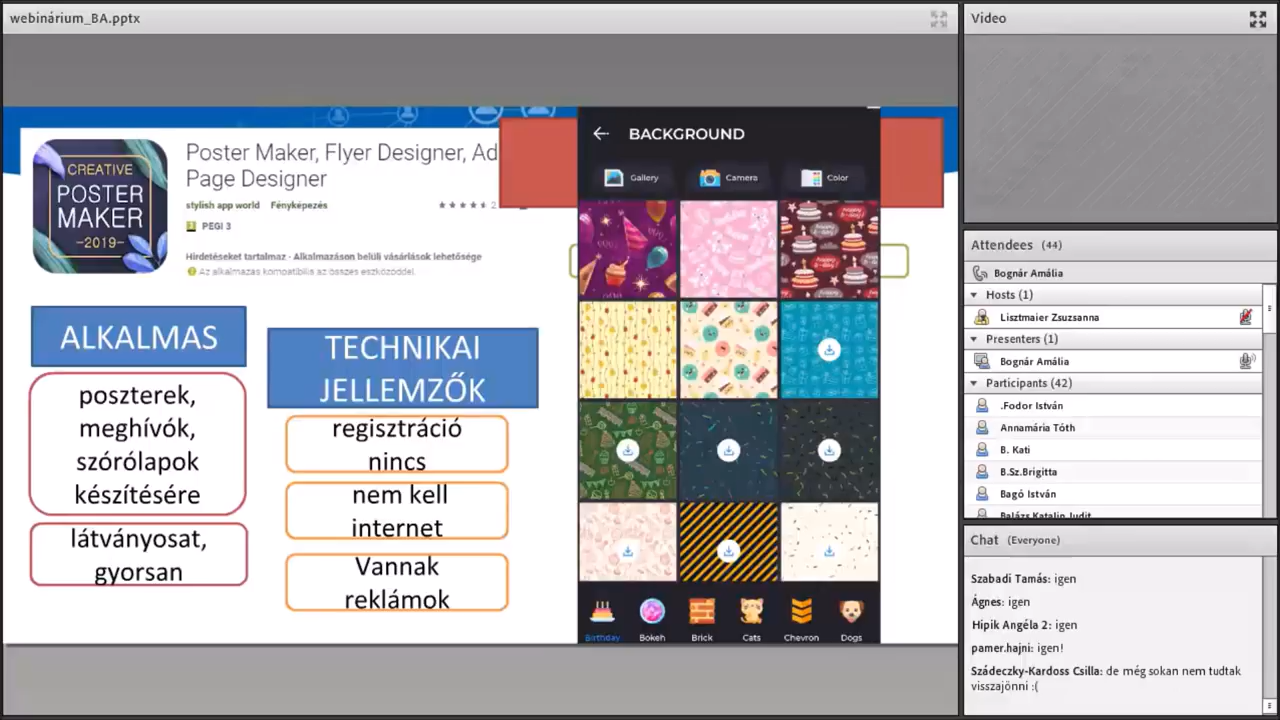 webinárium_BA.pptx
CREATIVE
POSTER
MAKER
-2019-
Poster Maker, Flyer Designer, Ad
Page Designer
stylish app world Fényképezés
2
PEGI 3
Hirdetéseket tartalmaz · Alkalmazáson belüli vásárlások lehetősége
Az alkalmazás kompatibilis az összes eszközöddel.
ALKALMAS
poszterek,
meghívók,
szórólapok
készítésére
látványosat,
gyorsan
TECHNIKAI
JELLEMZŐK
regisztráció
nincs
nem kell
internet
Vannak
reklámok
BACKGROUND
Gallery Camera Color
Birthday Bokeh Brick Cats Chevron Dogs
Video
Attendees (44)
Bognár Amália
Hosts (1)
Lisztmaier Zsuzsanna
Presenters (1)
Bognár Amália
Participants (42)
.Fodor István
Annamária Tóth
B. Kati
B.Sz.Brigitta
Bagó István
Balázs Katalin Judit
Chat (Everyone)
Szabadi Tamás: igen
Ágnes: igen
Hipik Angéla 2: igen
pamer.hajni: igen!
Szádeczky-Kardoss Csilla: de még sokan nem tudtak
visszajönni :(